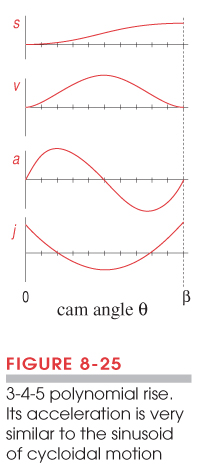 s
v
a
j
0 β
cam angle θ
FIGURE 8-25
3-4-5 polynomial rise.
Its acceleration is very
similar to the sinusoid
of cycloidal motion